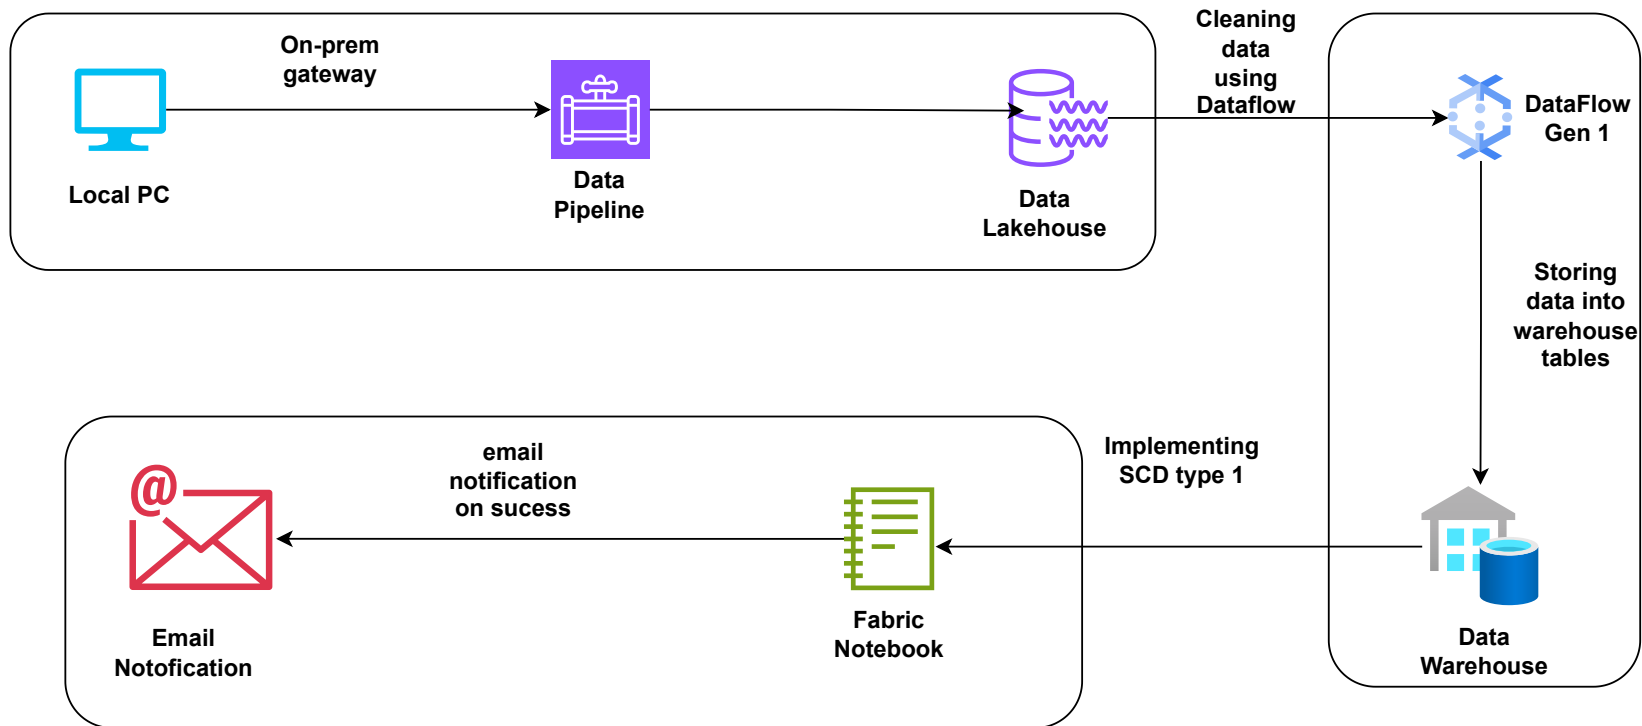 On-prem
gateway
Local PC
Data
Pipeline
Data
Lakehouse
Cleaning
data
using
Dataflow
DataFlow
Gen 1
Storing
data into
warehouse
tables
Data
Warehouse
Implementing
SCD type 1
Fabric
Notebook
email
notification
on sucess
@
Email
Notofication